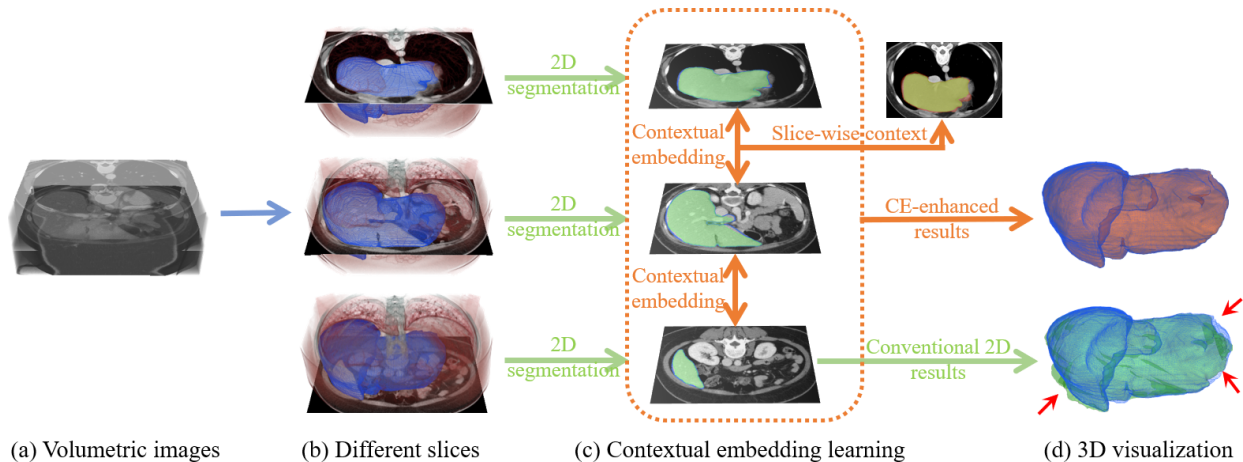 2D
segmentation
Contextual
embedding
Slice-wise context
2D
segmentation
CE-enhanced
results
Contextual
embedding
2D
segmentation
Conventional 2D
results
(a) Volumetric images
(b) Different slices
(c) Contextual embedding learning
(d) 3D visualization